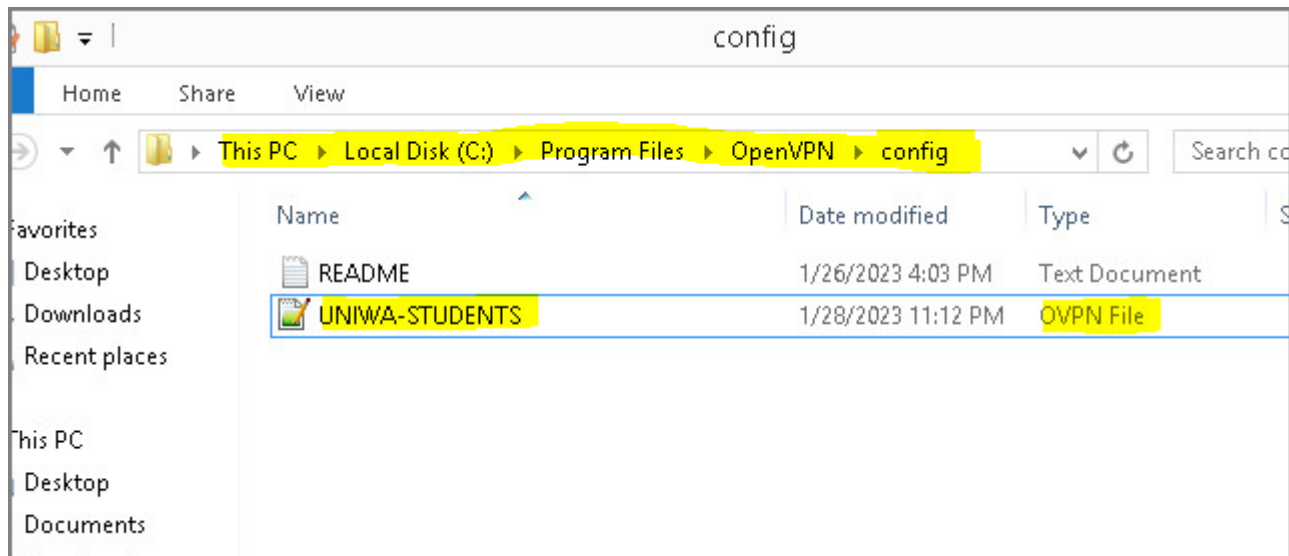 config
Home Share View
This PC Local Disk (C:) Program Files OpenVPN config Search
Name Date modified Type
Favorites
Desktop
Downloads
Recent places
README 1/26/2023 4:03 PM Text Document
UNIWA-STUDENTS 1/28/2023 11:12 PM OVPN File
This PC
Desktop
Documents